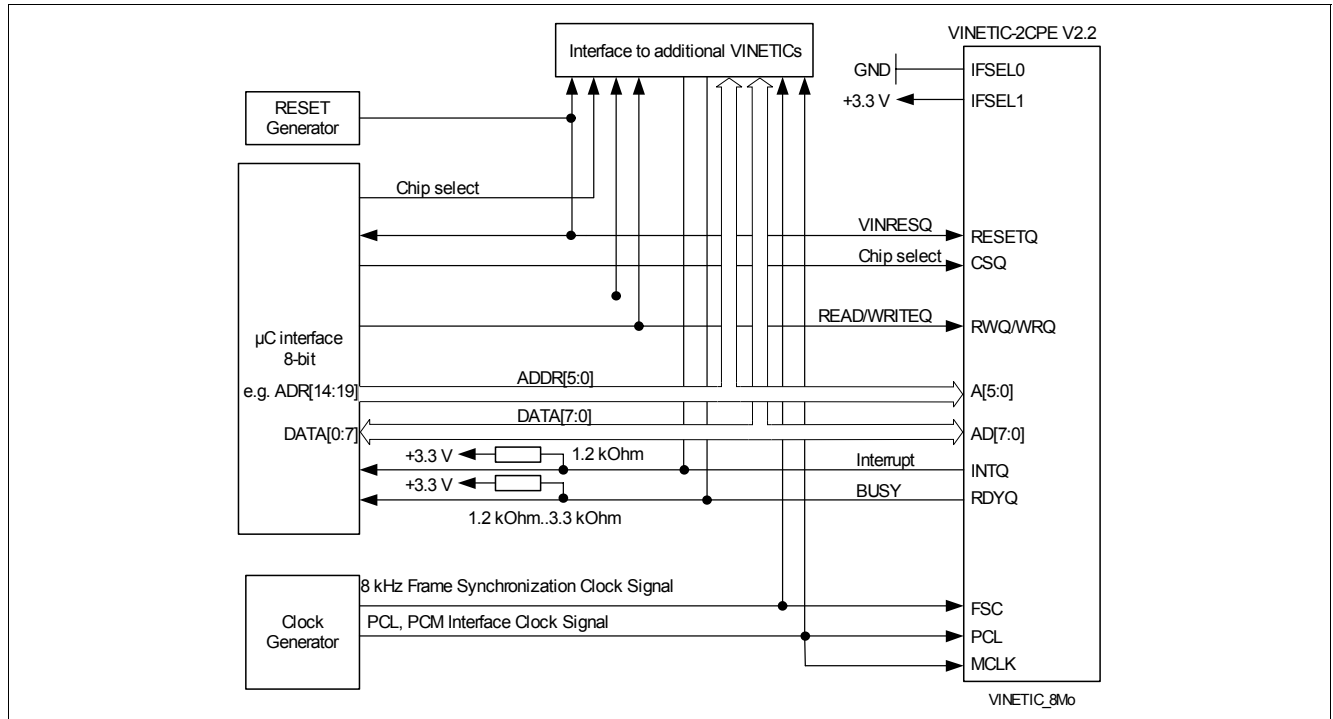 VINETIC-2CPE V2.2
Interface to additional VINETICs
GND
IFSEL0
+3.3 V
IFSEL1
RESET
Generator
Chip select
VINRESQ
RESETQ
Chip select
CSQ
READ/WRITEQ
RWQ/WRQ
µC interface
8-bit
e.g. ADR[14:19]
ADDR[5:0]
A[5:0]
DATA[0:7]
DATA[7:0]
AD[7:0]
+3.3 V
1.2 kOhm
Interrupt
INTQ
+3.3 V
BUSY
RDYQ
1.2 kOhm..3.3 kOhm
Clock
Generator
8 kHz Frame Synchronization Clock Signal
FSC
PCL, PCM Interface Clock Signal
PCL
MCLK
VINETIC_8Mo